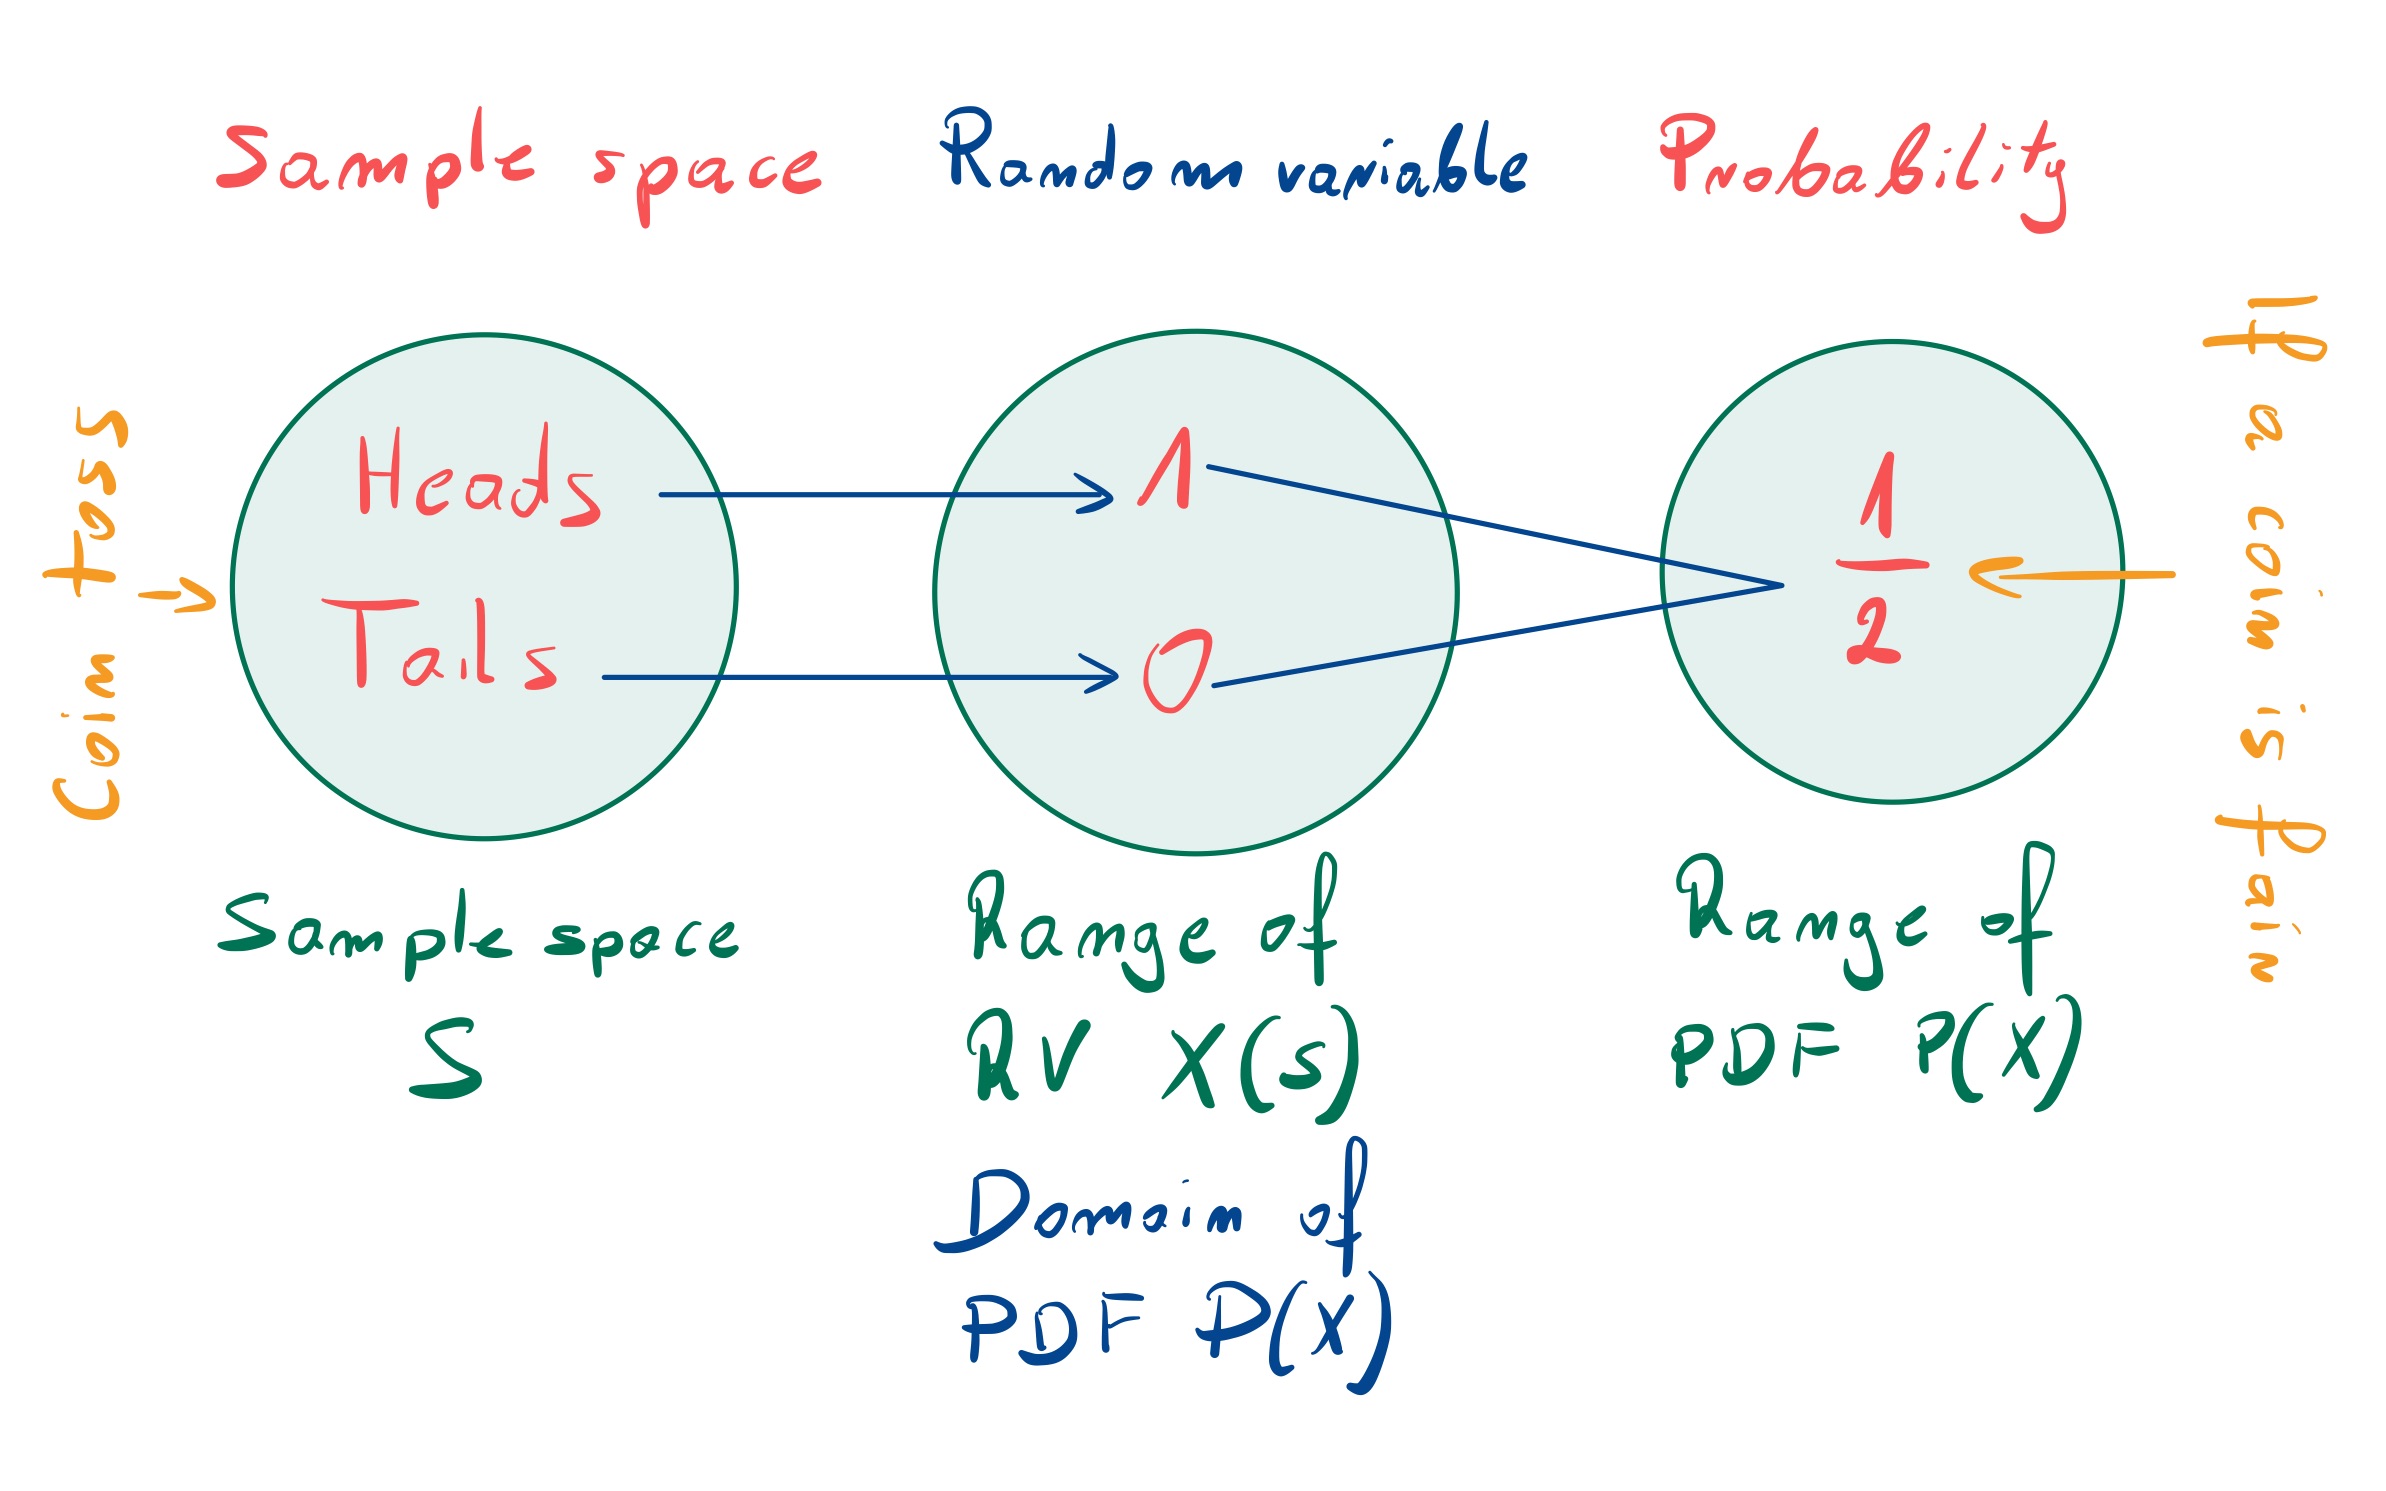 Sample space
Random variable
Probability
Coin toss
Heads
Tails
1
0
1
2
If a coin is fair
Sample space
S
Range of
RV X(s)
Domain of
PDF P(X)
Range of
PDF P(X)